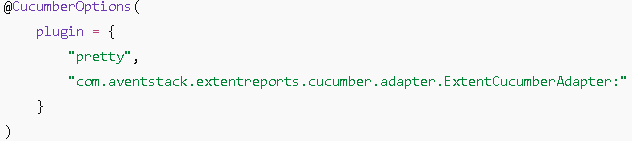 @CucumberOptions(
    plugin = {
        "pretty",
        "com.aventstack.extentreports.cucumber.adapter.ExtentCucumberAdapter:"
    }
)